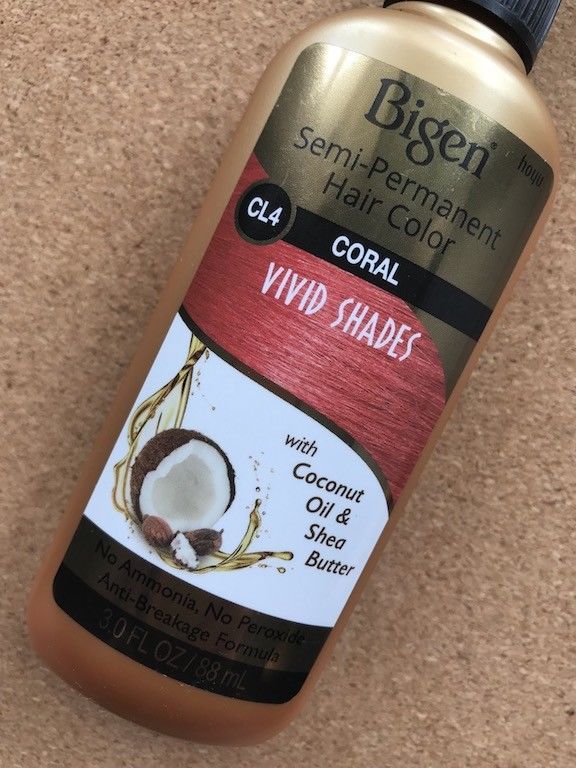 Bigen®
hoyu
Semi-Permanent
Hair Color
CL4
CORAL
VIVID SHADES
with
Coconut
Oil &
Shea
Butter
No Ammonia, No Peroxide
Anti-Breakage Formula
3.0 FL OZ / 88 mL